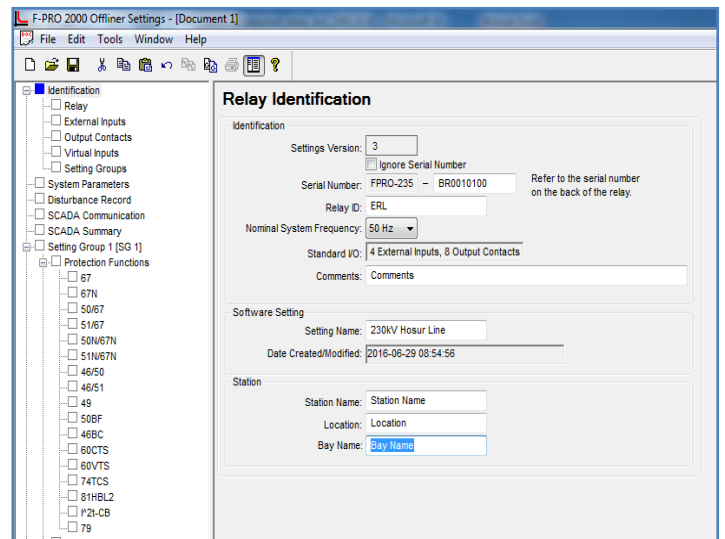 F-PRO 2000 Offliner Settings - [Document 1]
File Edit Tools Window Help
Identification
Relay
External Inputs
Output Contacts
Virtual Inputs
Setting Groups
System Parameters
Disturbance Record
SCADA Communication
SCADA Summary
Setting Group 1 [SG 1]
Protection Functions
67
67N
50/67
51/67
50N/67N
51N/67N
46/50
46/51
49
50BF
46BC
60CTS
60VTS
74TCS
81HBL2
I^2t-CB
79
Relay Identification
Identification
Settings Version: 3
Ignore Serial Number
Serial Number: FPRO-235 – BR0010100
Refer to the serial number
on the back of the relay.
Relay ID: ERL
Nominal System Frequency: 50 Hz
Standard I/O: 4 External Inputs, 8 Output Contacts
Comments: Comments
Software Setting
Setting Name: 230kV Hosur Line
Date Created/Modified: 2016-06-29 08:54:56
Station
Station Name: Station Name
Location: Location
Bay Name: Bay Name